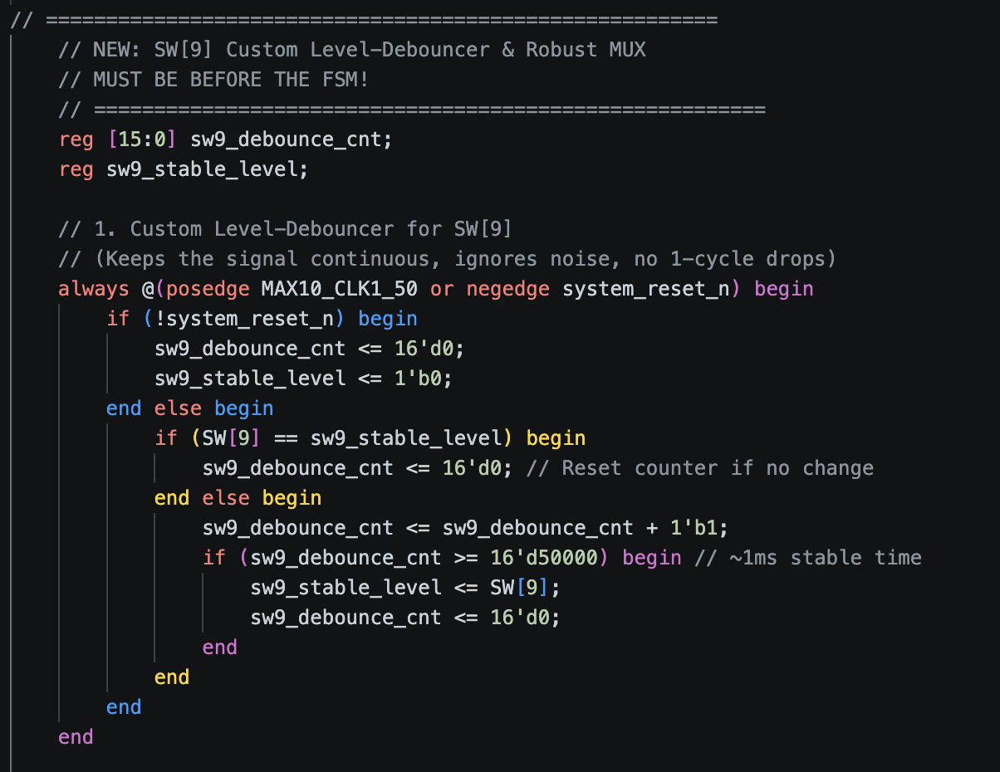 // ========================================================
// NEW: SW[9] Custom Level-Debouncer & Robust MUX
// MUST BE BEFORE THE FSM!
// ========================================================
reg [15:0] sw9_debounce_cnt;
reg sw9_stable_level;
// 1. Custom Level-Debouncer for SW[9]
// (Keeps the signal continuous, ignores noise, no 1-cycle drops)
always @(posedge MAX10_CLK1_50 or negedge system_reset_n) begin
if (!system_reset_n) begin
sw9_debounce_cnt <= 16'd0;
sw9_stable_level <= 1'b0;
end else begin
if (SW[9] == sw9_stable_level) begin
sw9_debounce_cnt <= 16'd0; // Reset counter if no change
end else begin
sw9_debounce_cnt <= sw9_debounce_cnt + 1'b1;
if (sw9_debounce_cnt >= 16'd50000) begin // ~1ms stable time
sw9_stable_level <= SW[9];
sw9_debounce_cnt <= 16'd0;
end
end
end
end